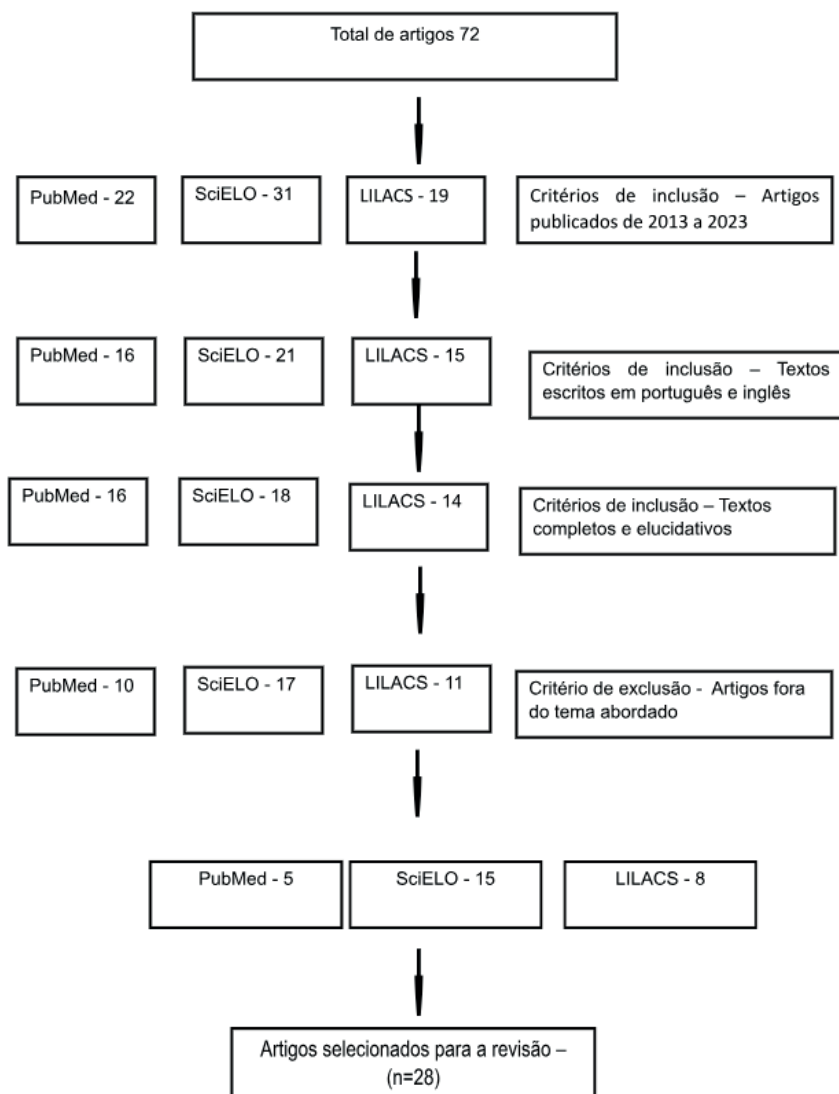 Total de artigos 72
PubMed - 22
SciELO - 31
LILACS - 19
Critérios de inclusão – Artigos
publicados de 2013 a 2023
PubMed - 16
SciELO - 21
LILACS - 15
Critérios de inclusão – Textos
escritos em português e inglês
PubMed - 16
SciELO - 18
LILACS - 14
Critérios de inclusão – Textos
completos e elucidativos
PubMed - 10
SciELO - 17
LILACS - 11
Critério de exclusão - Artigos fora
do tema abordado
PubMed - 5
SciELO - 15
LILACS - 8
Artigos selecionados para a revisão –
(n=28)